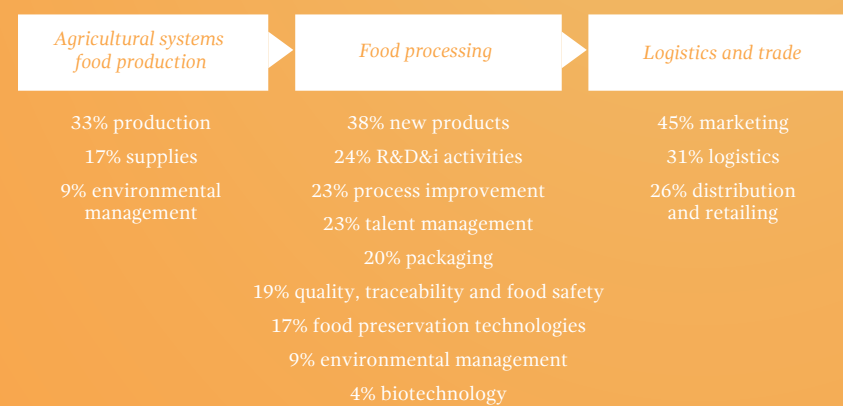 Agricultural systems
food production
33% production
17% supplies
9% environmental
management
Food processing
38% new products
24% R&D&i activities
23% process improvement
23% talent management
20% packaging
19% quality, traceability and food safety
17% food preservation technologies
9% environmental management
4% biotechnology
Logistics and trade
45% marketing
31% logistics
26% distribution
and retailing